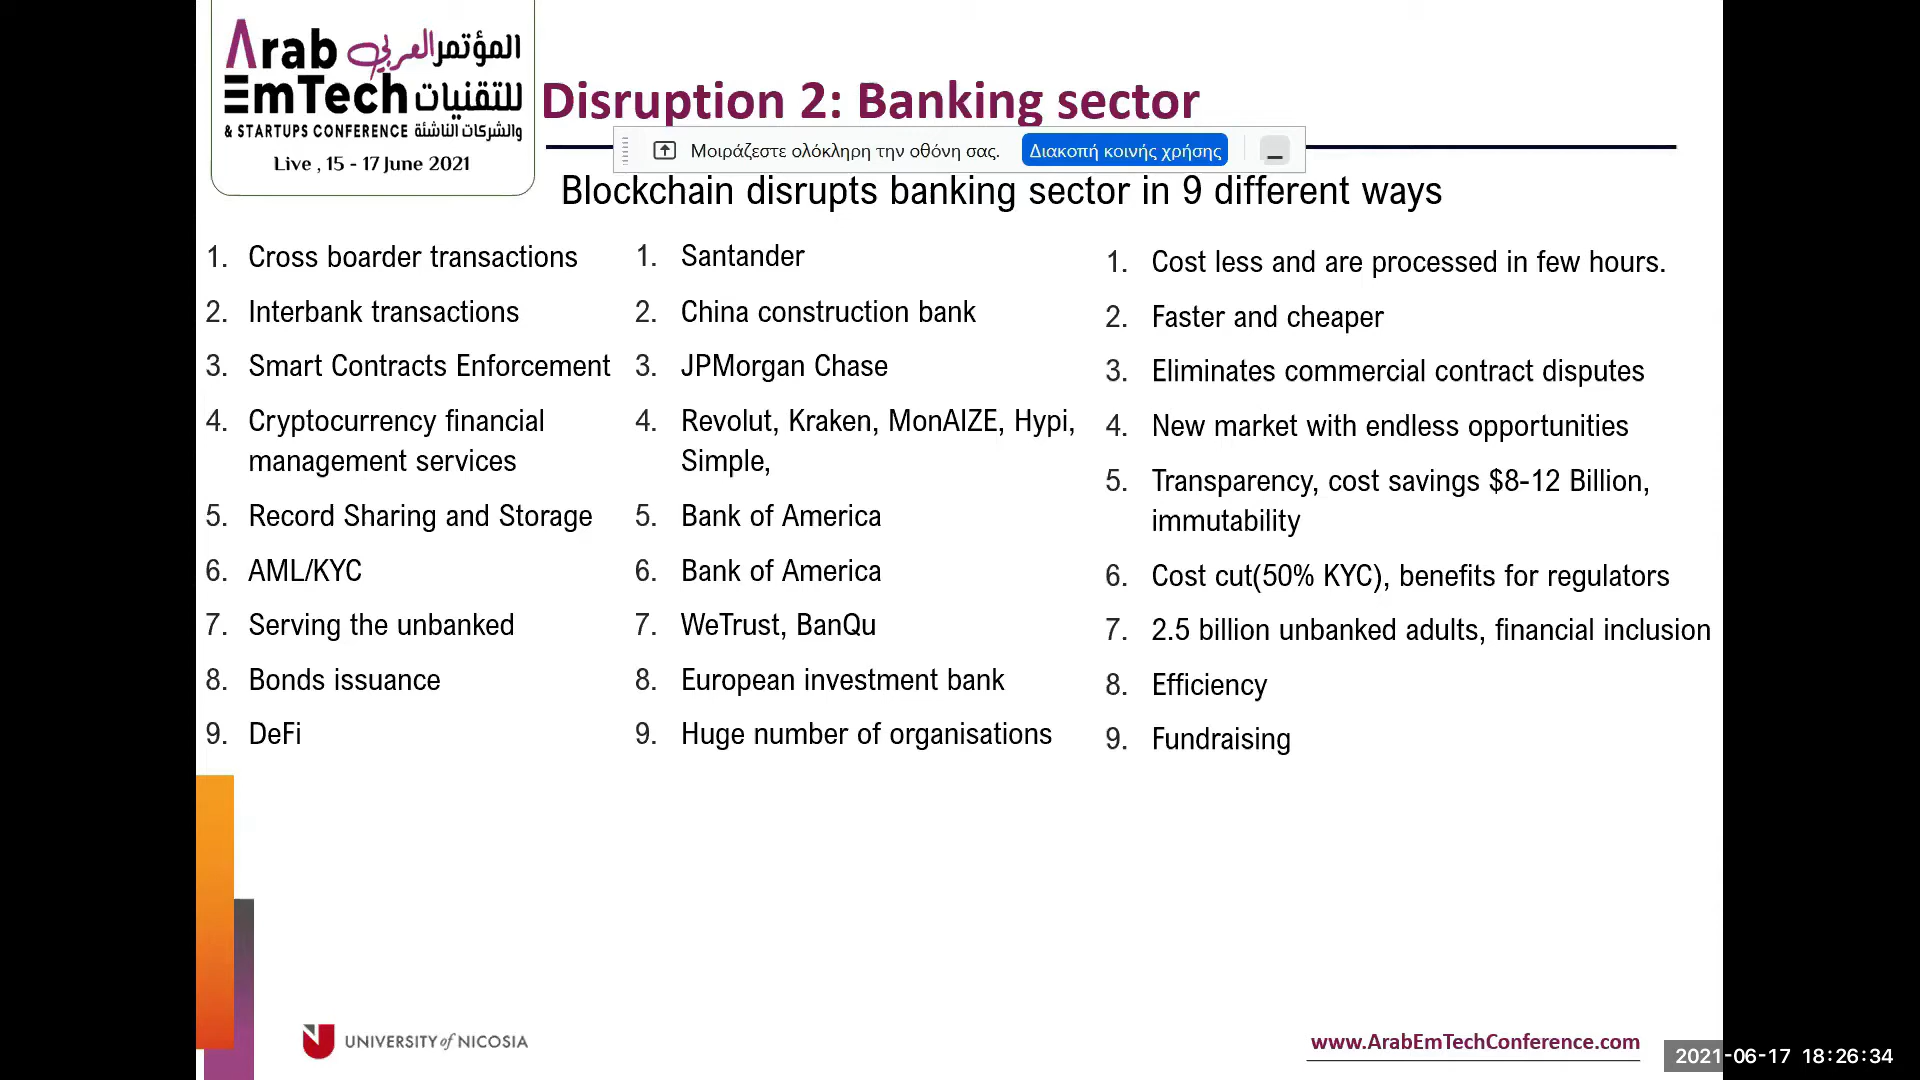 Arab المؤتمر العربي
EmTech للتقنيات
& STARTUPS CONFERENCE والشركات الناشئة
Live , 15 - 17 June 2021
Disruption 2: Banking sector
Μοιράζεστε ολόκληρη την οθόνη σας. Διακοπή κοινής χρήσης
Blockchain disrupts banking sector in 9 different ways
1. Cross boarder transactions
2. Interbank transactions
3. Smart Contracts Enforcement
4. Cryptocurrency financial
management services
5. Record Sharing and Storage
6. AML/KYC
7. Serving the unbanked
8. Bonds issuance
9. DeFi
1. Santander
2. China construction bank
3. JPMorgan Chase
4. Revolut, Kraken, MonAIZE, Hypi,
Simple,
5. Bank of America
6. Bank of America
7. WeTrust, BanQu
8. European investment bank
9. Huge number of organisations
1. Cost less and are processed in few hours.
2. Faster and cheaper
3. Eliminates commercial contract disputes
4. New market with endless opportunities
5. Transparency, cost savings $8-12 Billion,
immutability
6. Cost cut(50% KYC), benefits for regulators
7. 2.5 billion unbanked adults, financial inclusion
8. Efficiency
9. Fundraising
UNIVERSITY of NICOSIA
www.ArabEmTechConference.com
2021-06-17 18:26:34